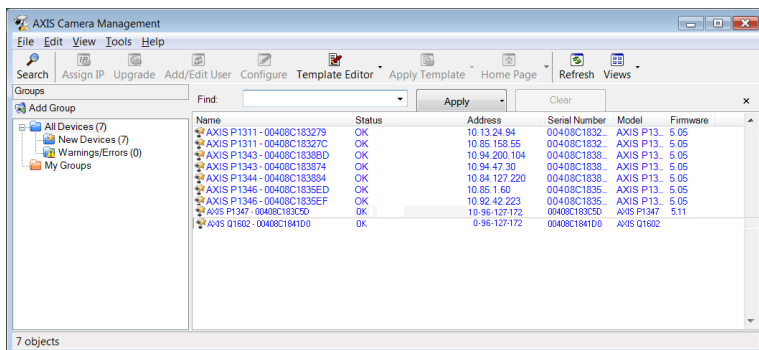 AXIS Camera Management
File Edit View Tools Help
Search Assign IP Upgrade Add/Edit User Configure Template Editor Apply Template Home Page Refresh Views
Groups
Add Group
All Devices (7)
New Devices (7)
Warnings/Errors (0)
My Groups
Find: Apply Clear x
Name Status Address Serial Number Model Firmware
AXIS P1311 - 00408C183279 OK 10.13.24.94 00408C1832... AXIS P13... 5.05
AXIS P1311 - 00408C18327C OK 10.85.158.55 00408C1832... AXIS P13... 5.05
AXIS P1343 - 00408C1838BD OK 10.94.200.104 00408C1838... AXIS P13... 5.05
AXIS P1343 - 00408C183874 OK 10.94.47.30 00408C1838... AXIS P13... 5.05
AXIS P1344 - 00408C183884 OK 10.84.127.220 00408C1838... AXIS P13... 5.05
AXIS P1346 - 00408C1835ED OK 10.85.1.60 00408C1835... AXIS P13... 5.05
AXIS P1346 - 00408C1835EF OK 10.92.42.223 00408C1835... AXIS P13... 5.05
AXIS P1347 - 00408C183C5D OK 10-96-127-172 00408C183C5D AXIS P1347 5.11
AXIS Q1602 - 00408C1841D0 OK 0-96-127-172 00408C1841D0 AXIS Q1602
7 objects